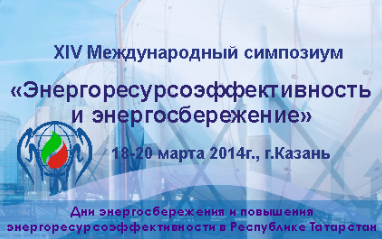 XIV Международный симпозиум
«Энергоресурсоэффективность
и энергосбережение»
18-20 марта 2014г., г.Казань
Дни энергосбережения и повышения
энергоресурсоэффективности в Республике Татарстан